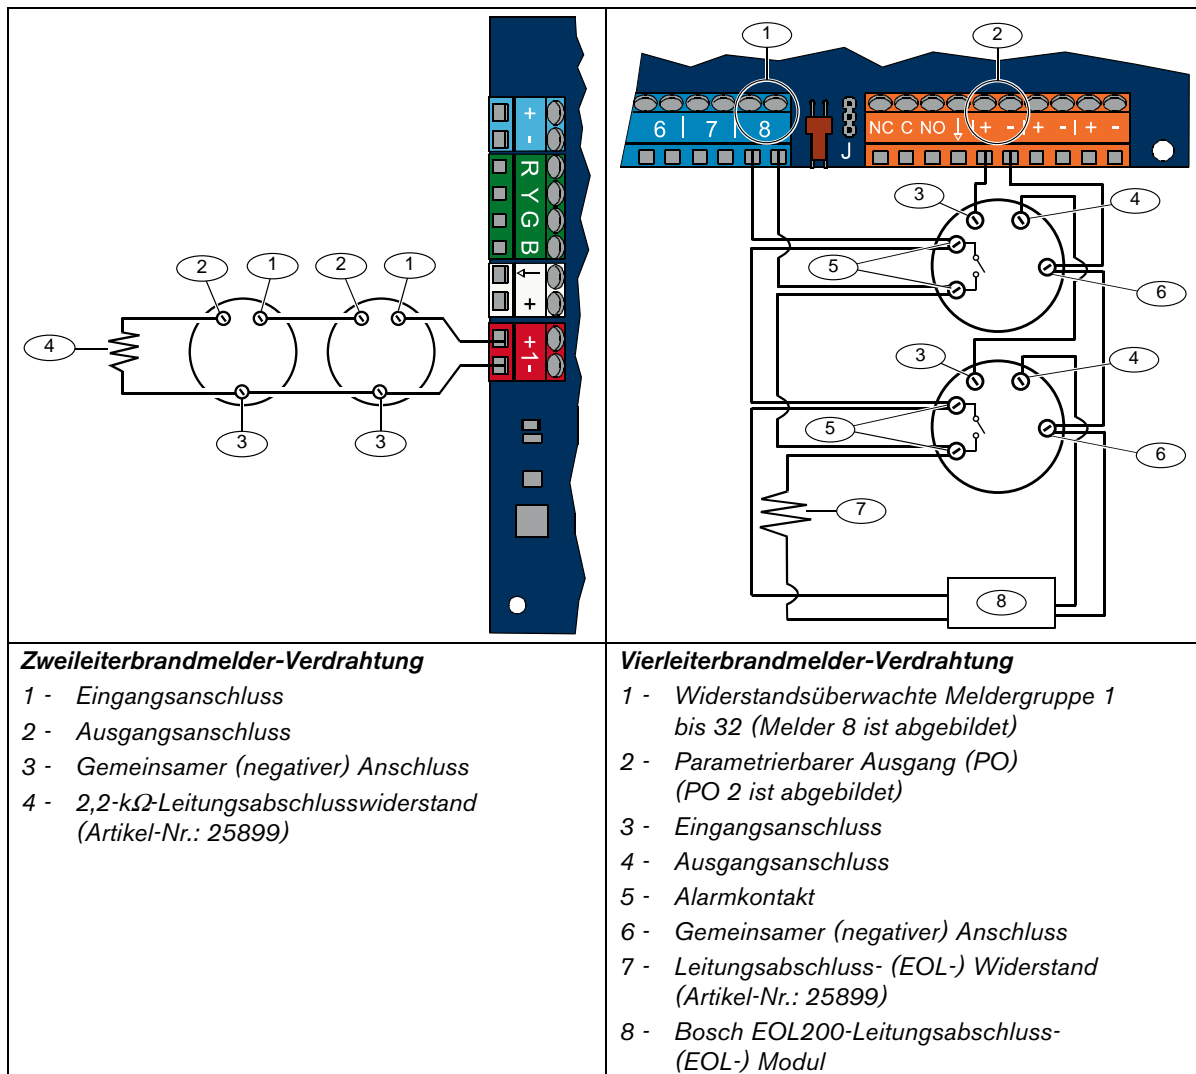 1
2
+
-
R
Y
G
B
+
+
1
-
2
1
2
1
4
3
3
6 | 7 | 8
J
NC C NO + - + - + -
3
4
5
6
3
4
5
6
7
8
Zweileiterbrandmelder-Verdrahtung
1 - Eingangsanschluss
2 - Ausgangsanschluss
3 - Gemeinsamer (negativer) Anschluss
4 - 2,2-kΩ-Leitungsabschlusswiderstand
(Artikel-Nr.: 25899)
Vierleiterbrandmelder-Verdrahtung
1 - Widerstandsüberwachte Meldergruppe 1
bis 32 (Melder 8 ist abgebildet)
2 - Parametrierbarer Ausgang (PO)
(PO 2 ist abgebildet)
3 - Eingangsanschluss
4 - Ausgangsanschluss
5 - Alarmkontakt
6 - Gemeinsamer (negativer) Anschluss
7 - Leitungsabschluss- (EOL-) Widerstand
(Artikel-Nr.: 25899)
8 - Bosch EOL200-Leitungsabschluss-
(EOL-) Modul